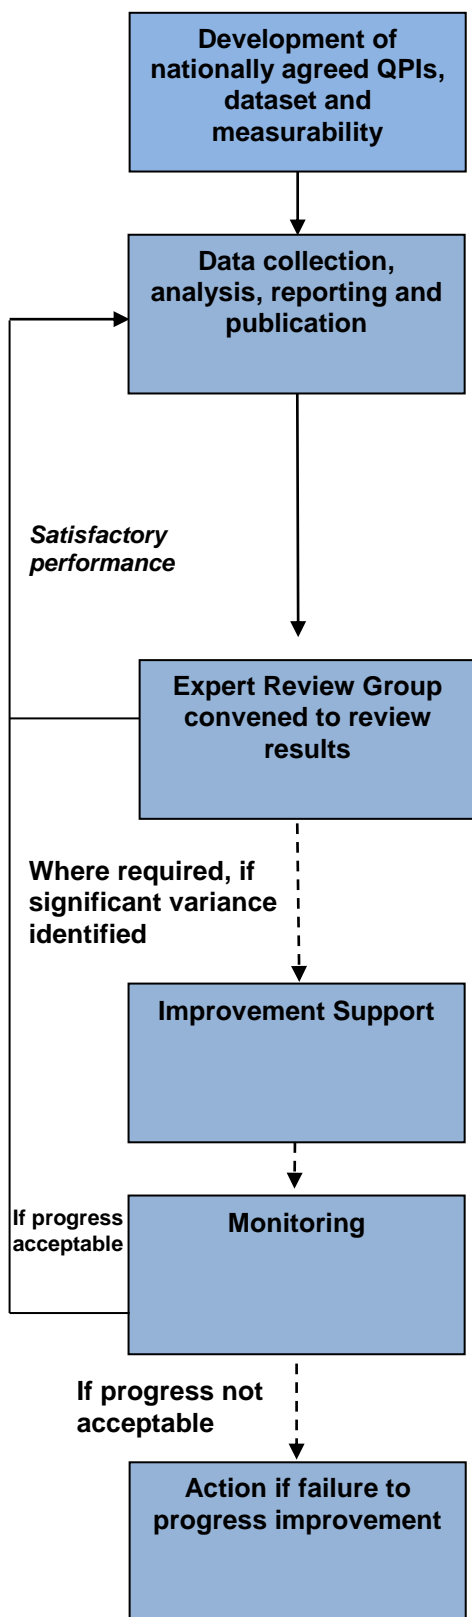 Development of
nationally agreed QPIs,
dataset and
measurability
Data collection,
analysis, reporting and
publication
Satisfactory
performance
Expert Review Group
convened to review
results
Where required, if
significant variance
identified
Improvement Support
If progress
acceptable
Monitoring
If progress not
acceptable
Action if failure to
progress improvement